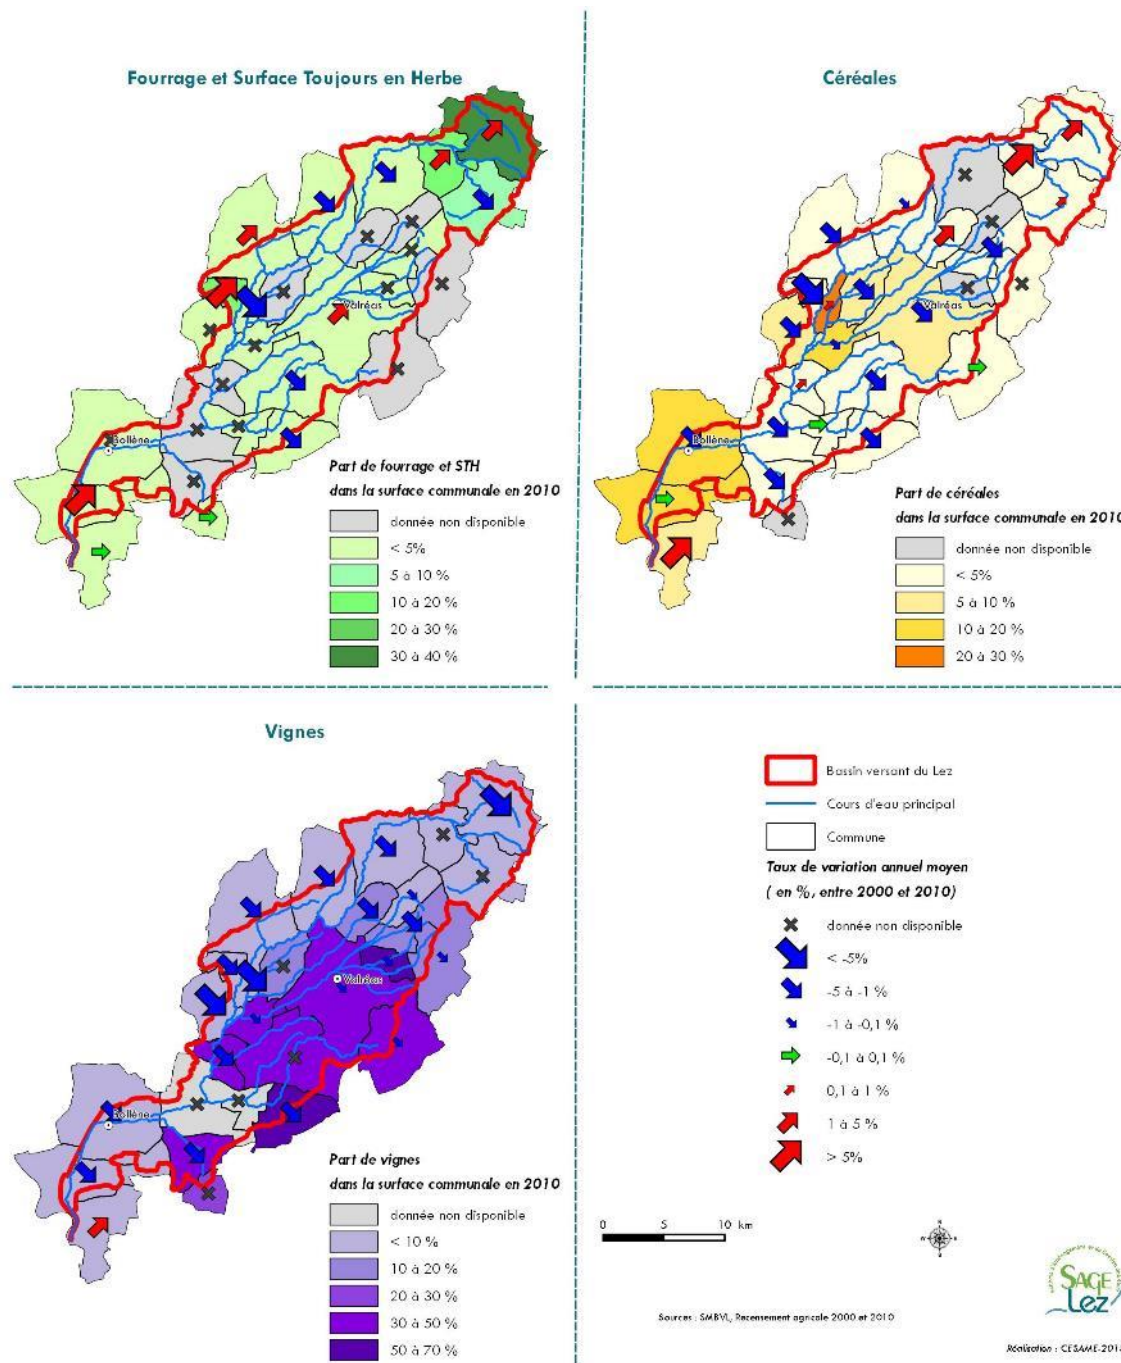 Fourrage et Surface Toujours en Herbe
Valréas
Bollène
Part de fourrage et STH
dans la surface communale en 2010
donnée non disponible
< 5%
5 à 10 %
10 à 20 %
20 à 30 %
30 à 40 %
Céréales
Valréas
Bollène
Part de céréales
dans la surface communale en 2010
donnée non disponible
< 5%
5 à 10 %
10 à 20 %
20 à 30 %
Vignes
Valréas
Bollène
Part de vignes
dans la surface communale en 2010
donnée non disponible
< 10 %
10 à 20 %
20 à 30 %
30 à 50 %
50 à 70 %
Bassin versant du Lez
Cours d'eau principal
Commune
Taux de variation annuel moyen
( en %, entre 2000 et 2010)
donnée non disponible
< -5%
-5 à -1 %
-1 à -0,1 %
-0,1 à 0,1 %
0,1 à 1 %
1 à 5 %
> 5%
0 5 10 km
SAGE
Lez
Sources : SMBVL, Recensement agricole 2000 et 2010
Réalisation : CESAME-201